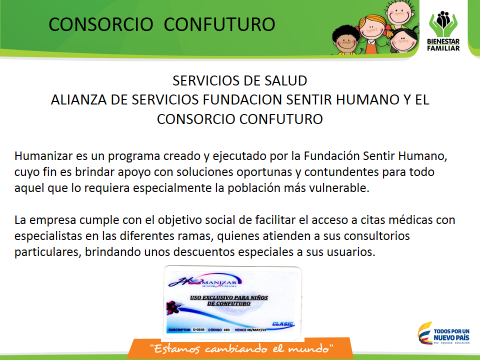 CONSORCIO CONFUTURO
BIENESTAR
FAMILIAR
SERVICIOS DE SALUD
ALIANZA DE SERVICIOS FUNDACION SENTIR HUMANO Y EL
CONSORCIO CONFUTURO
Humanizar es un programa creado y ejecutado por la Fundación Sentir Humano,
cuyo fin es brindar apoyo con soluciones oportunas y contundentes para todo
aquel que lo requiera especialmente la población más vulnerable.
La empresa cumple con el objetivo social de facilitar el acceso a citas médicas con
especialistas en las diferentes ramas, quienes atienden a sus consultorios
particulares, brindando unos descuentos especiales a sus usuarios.
HUMANIZAR
USO EXCLUSIVO PARA NIÑOS
DE CONFUTURO
CLASIC
"Estamos cambiando el mundo"
TODOS POR UN
NUEVO PAÍS